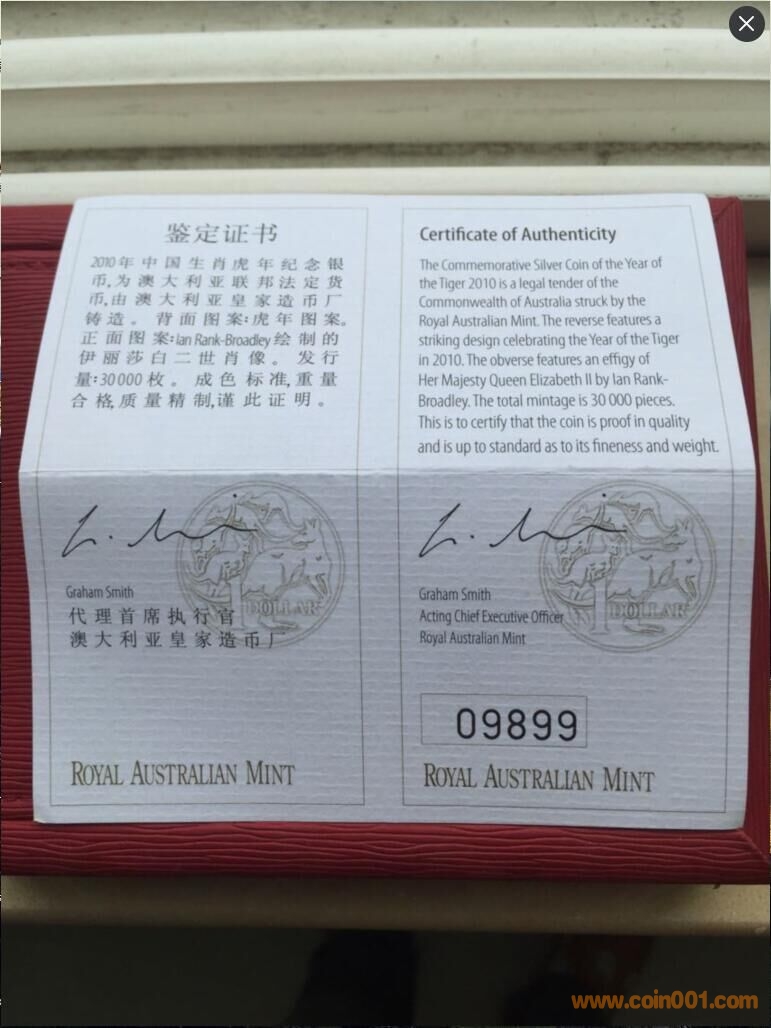 鉴定证书
2010年中国生肖虎年纪念银
币,为澳大利亚联邦法定货
币,由澳大利亚皇家造币厂
铸造。背面图案:虎年图案。
正面图案:Ian Rank-Broadley绘制的
伊丽莎白二世肖像。发行
量:30000枚。成色标准,重量
合格,质量精制,谨此证明。
Graham Smith
代理首席执行官
澳大利亚皇家造币厂
DOLLAR
ROYAL AUSTRALIAN MINT
Certificate of Authenticity
The Commemorative Silver Coin of the Year of
the Tiger 2010 is a legal tender of the
Commonwealth of Australia struck by the
Royal Australian Mint. The reverse features a
striking design celebrating the Year of the Tiger
in 2010. The obverse features an effigy of
Her Majesty Queen Elizabeth II by Ian Rank-
Broadley. The total mintage is 30 000 pieces.
This is to certify that the coin is proof in quality
and is up to standard as to its fineness and weight.
Graham Smith
Acting Chief Executive Officer
Royal Australian Mint
DOLLAR
09899
ROYAL AUSTRALIAN MINT
www.coin001.com